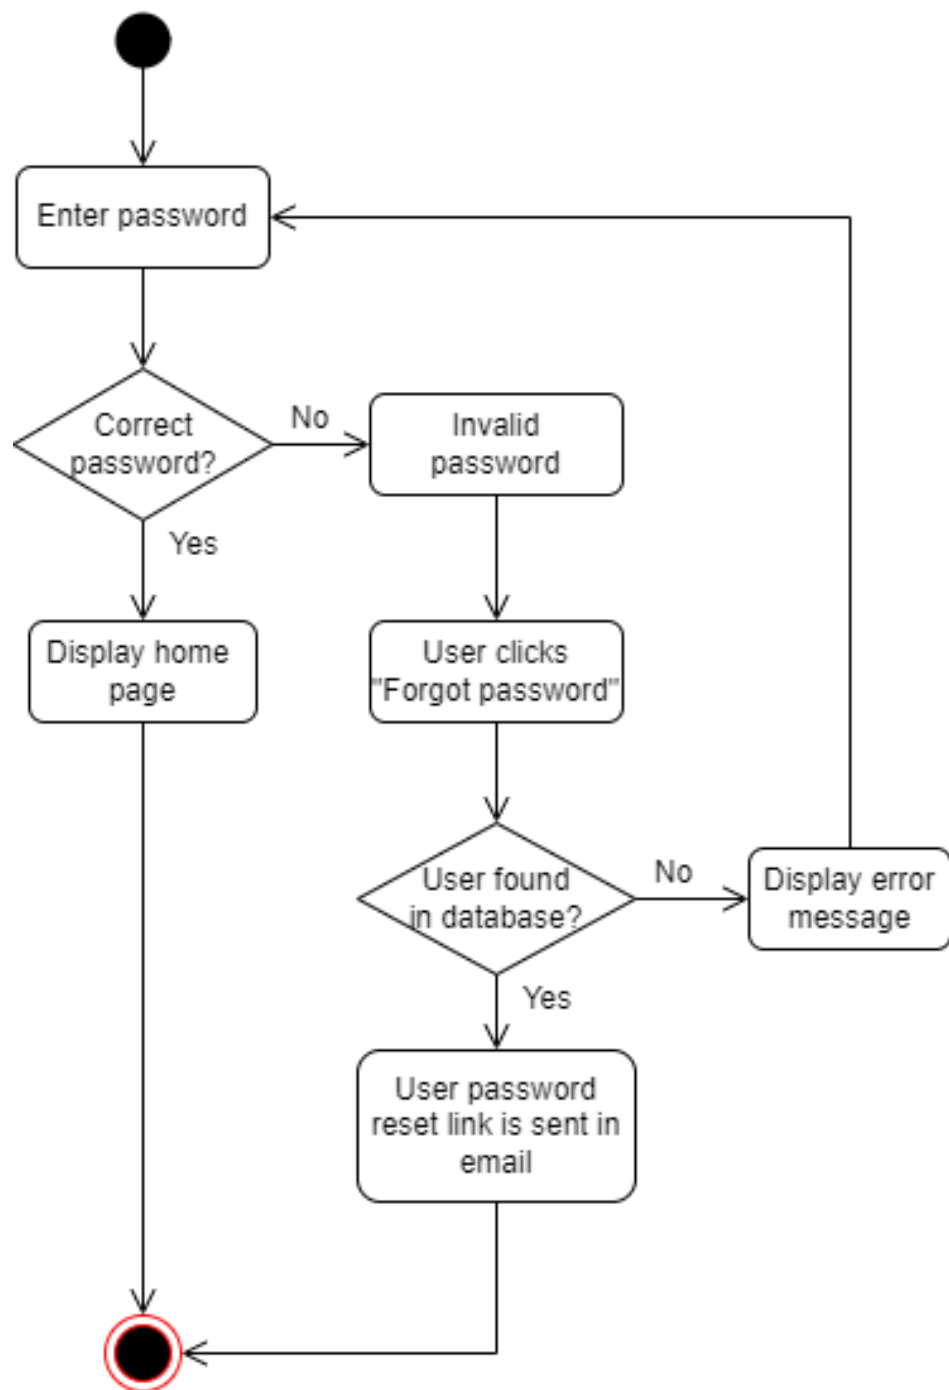 Enter password
Correct
password?
No
Invalid
password
Yes
Display home
page
User clicks
"Forgot password"
User found
in database?
No
Display error
message
Yes
User password
reset link is sent in
email